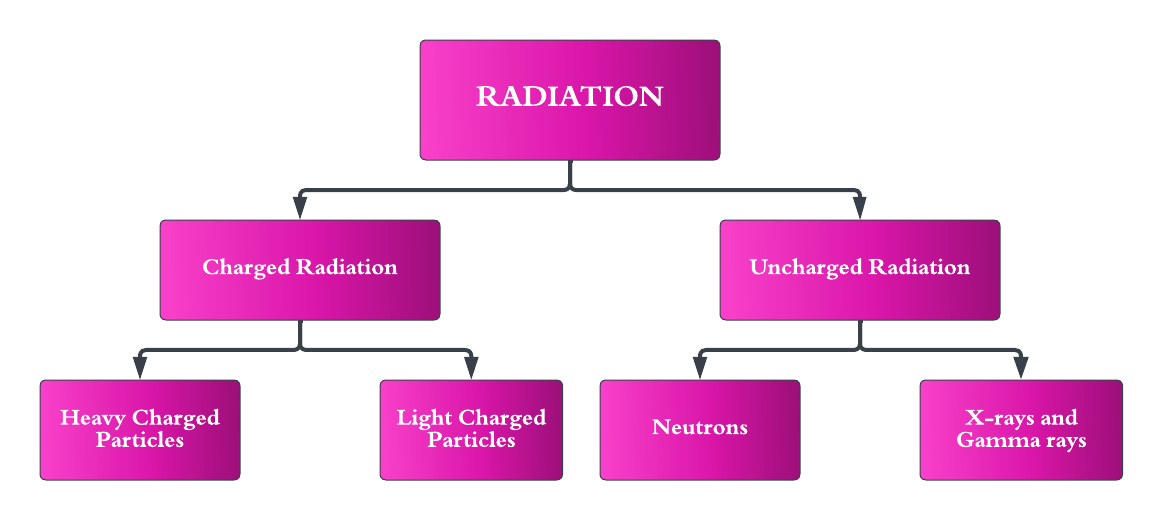 RADIATION
Charged Radiation
Uncharged Radiation
Heavy Charged
Particles
Light Charged
Particles
Neutrons
X-rays and
Gamma rays